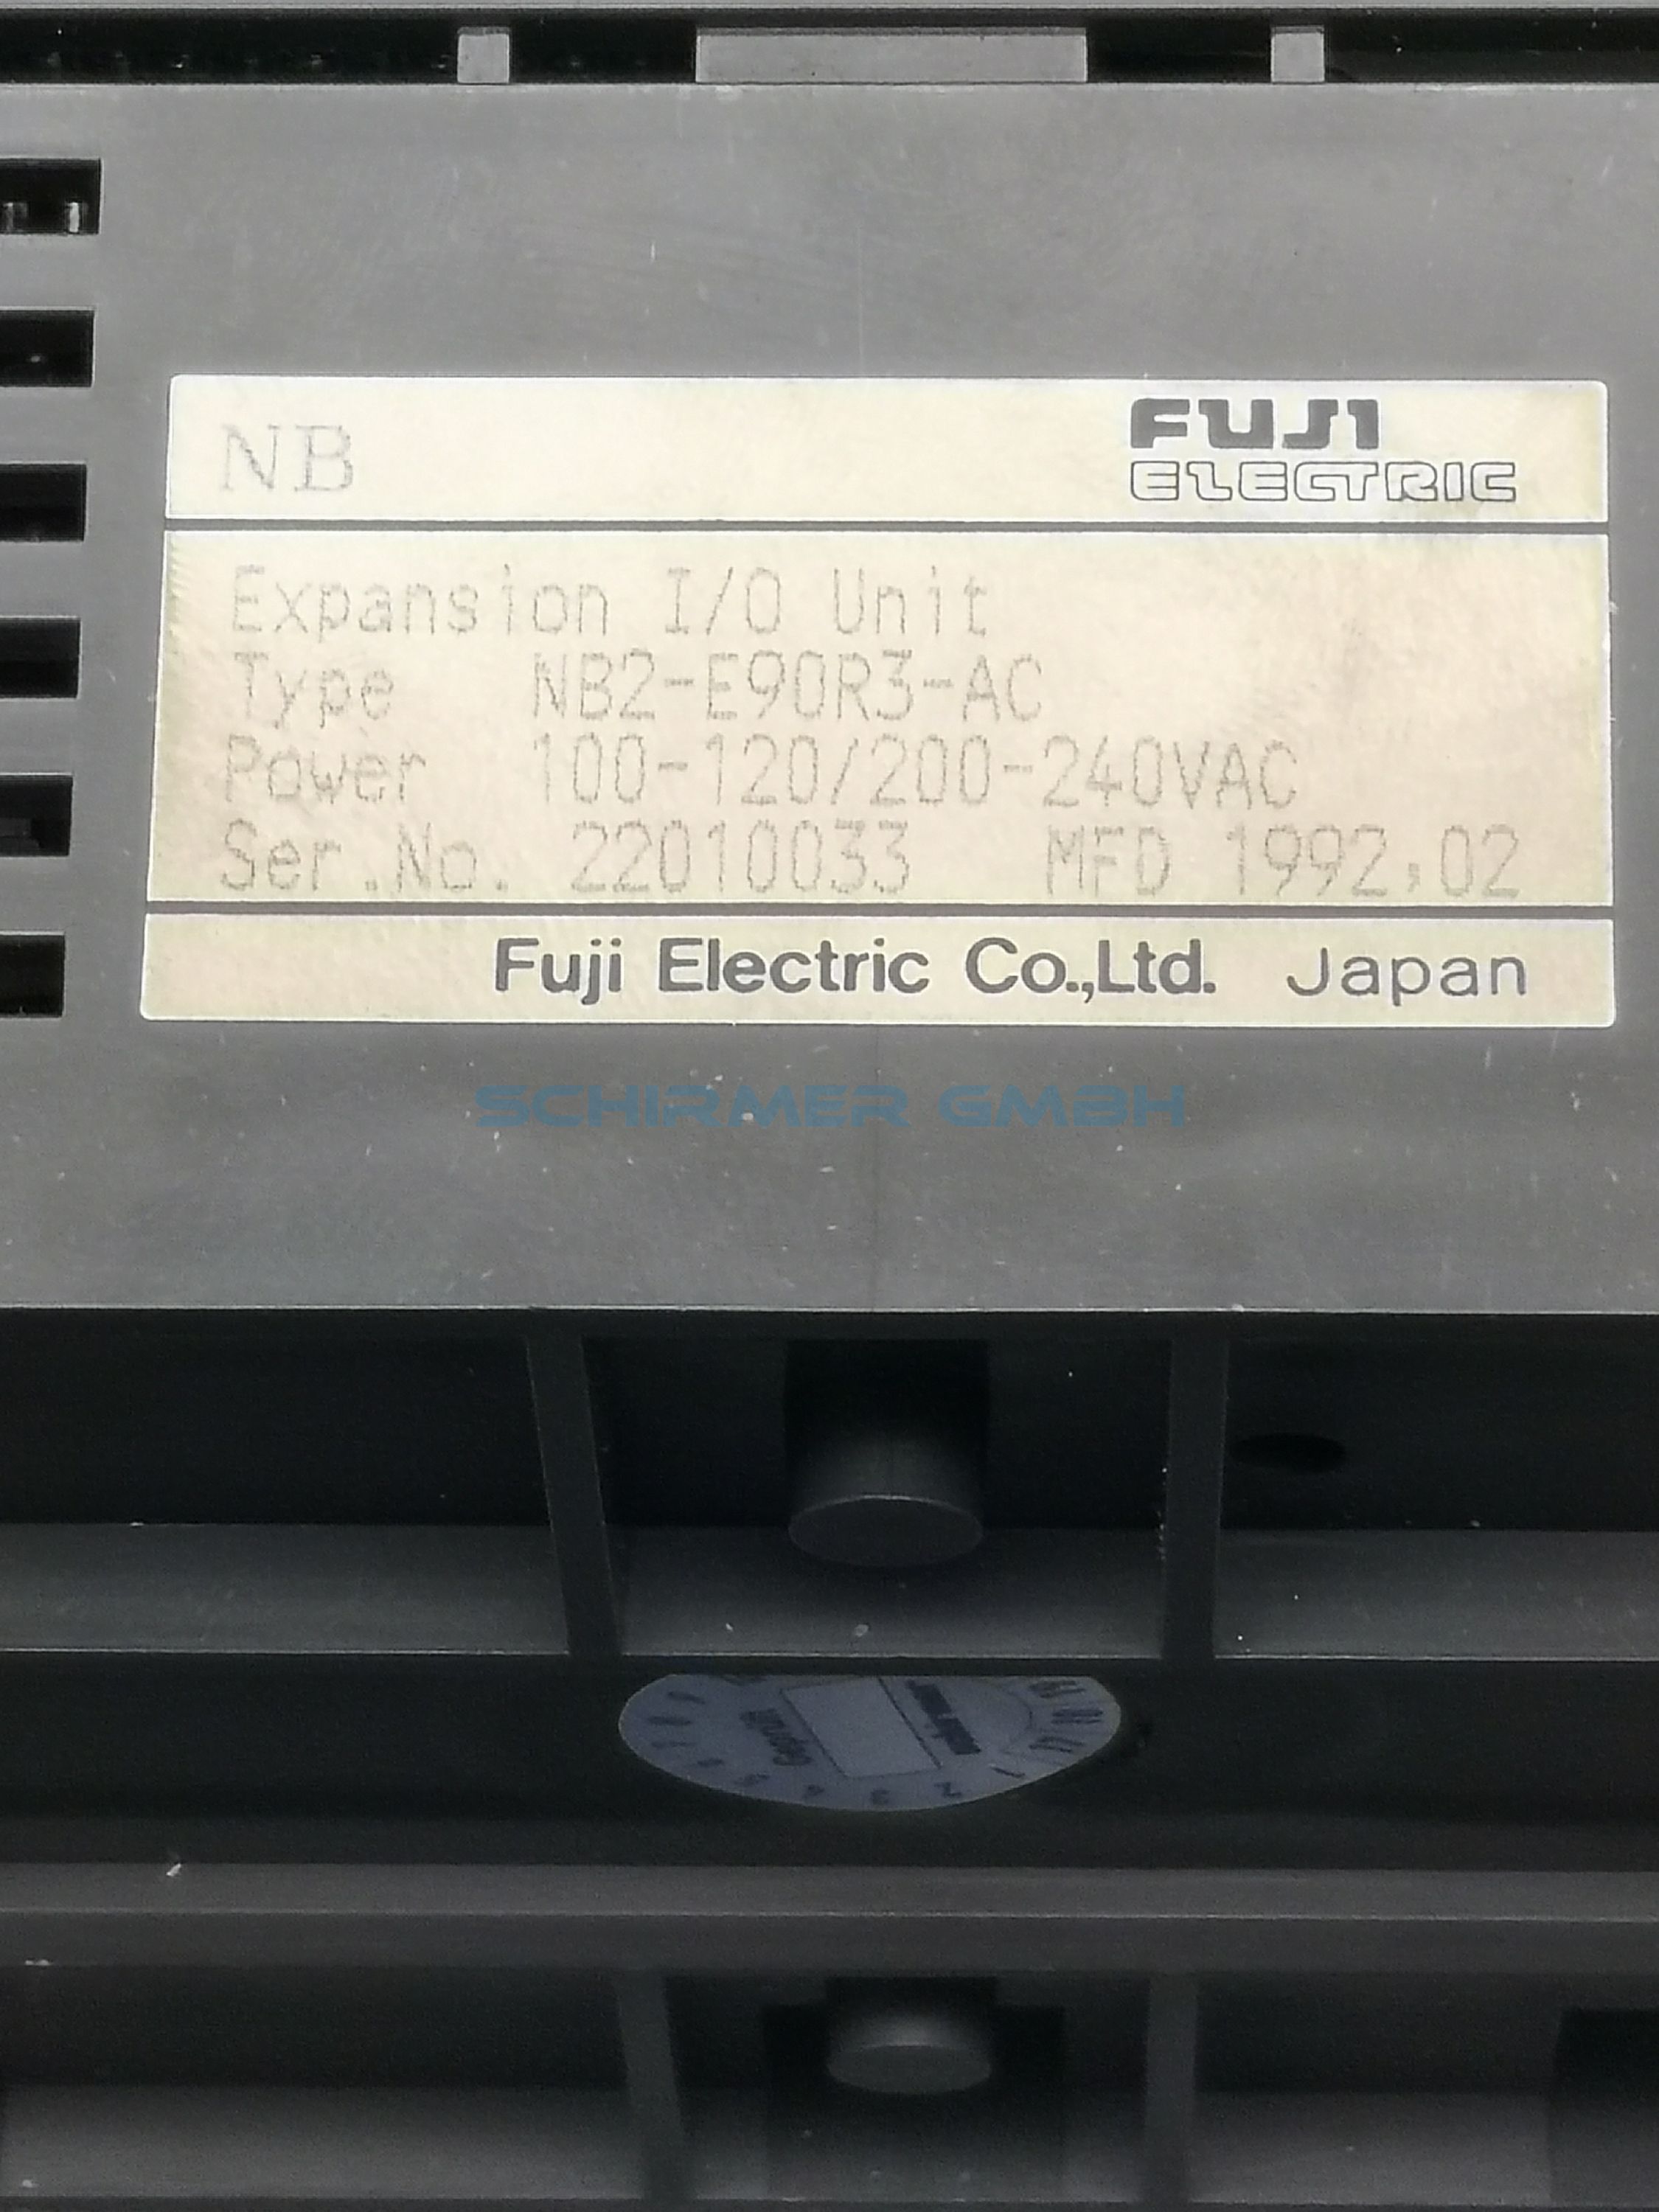 NB
FUJI
ELECTRIC
Expansion I/O Unit
Type NB2-E90R3-AC
Power 100-120/200-240VAC
Ser.No. 22010033 MFD 1992,02
Fuji Electric Co.,Ltd. Japan
SCHIRMER GMBH
Geprüft